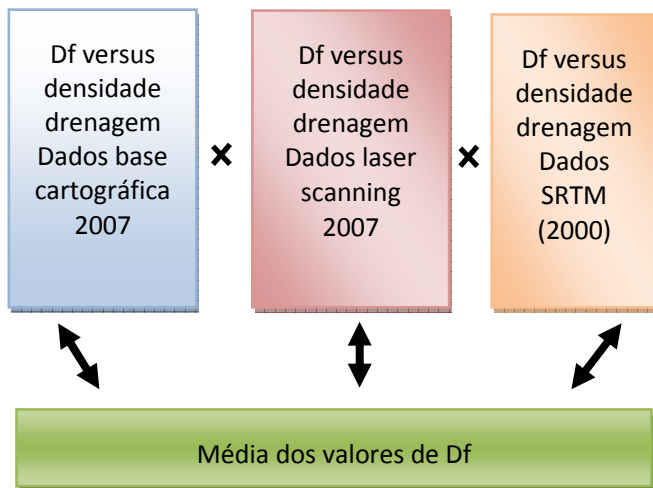 Df versus
densidade
drenagem
Dados base
cartográfica
2007
×
Df versus
densidade
drenagem
Dados laser
scanning
2007
×
Df versus
densidade
drenagem
Dados
SRTM
(2000)
Média dos valores de Df